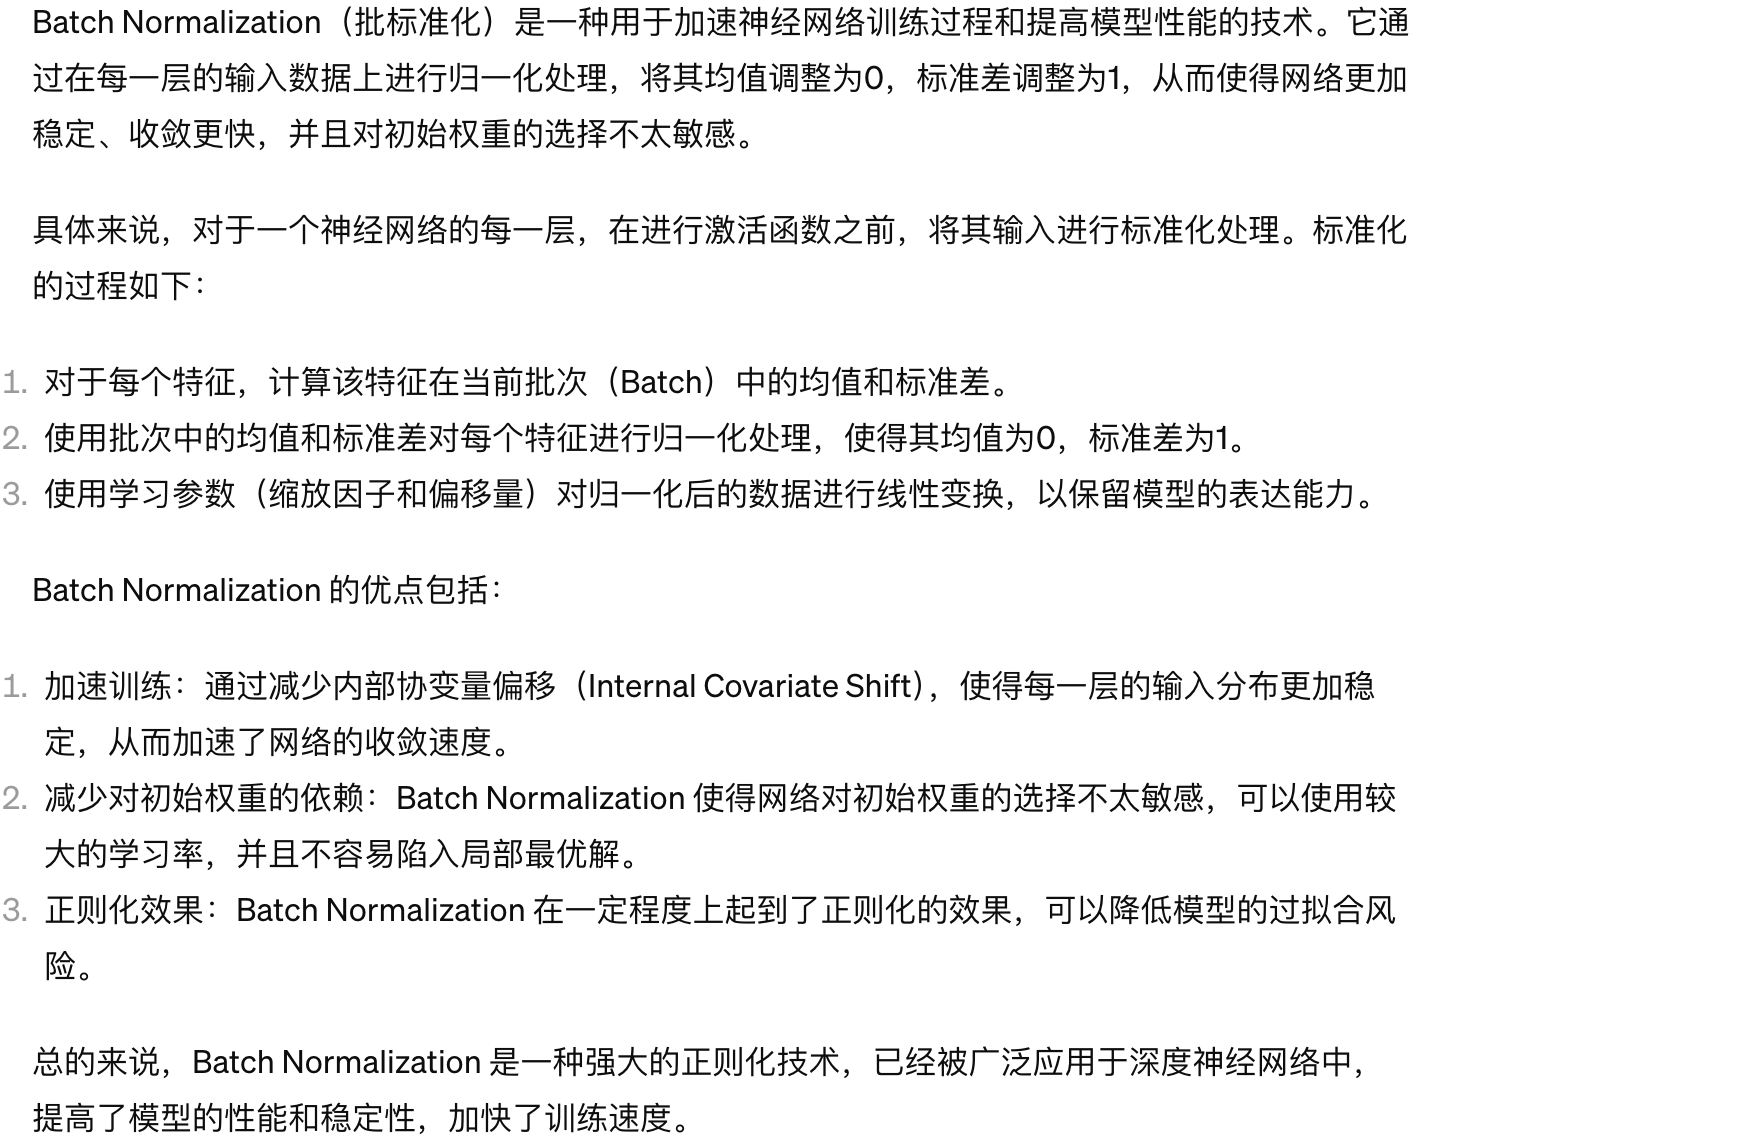 Batch Normalization（批标准化）是一种用于加速神经网络训练过程和提高模型性能的技术。它通
过在每一层的输入数据上进行归一化处理，将其均值调整为0，标准差调整为1，从而使得网络更加
稳定、收敛更快，并且对初始权重的选择不太敏感。
具体来说，对于一个神经网络的每一层，在进行激活函数之前，将其输入进行标准化处理。标准化
的过程如下：
1. 对于每个特征，计算该特征在当前批次（Batch）中的均值和标准差。
2. 使用批次中的均值和标准差对每个特征进行归一化处理，使得其均值为0，标准差为1。
3. 使用学习参数（缩放因子和偏移量）对归一化后的数据进行线性变换，以保留模型的表达能力。
Batch Normalization 的优点包括：
1. 加速训练：通过减少内部协变量偏移（Internal Covariate Shift），使得每一层的输入分布更加稳
定，从而加速了网络的收敛速度。
2. 减少对初始权重的依赖：Batch Normalization 使得网络对初始权重的选择不太敏感，可以使用较
大的学习率，并且不容易陷入局部最优解。
3. 正则化效果：Batch Normalization 在一定程度上起到了正则化的效果，可以降低模型的过拟合风
险。
总的来说，Batch Normalization 是一种强大的正则化技术，已经被广泛应用于深度神经网络中，
提高了模型的性能和稳定性，加快了训练速度。